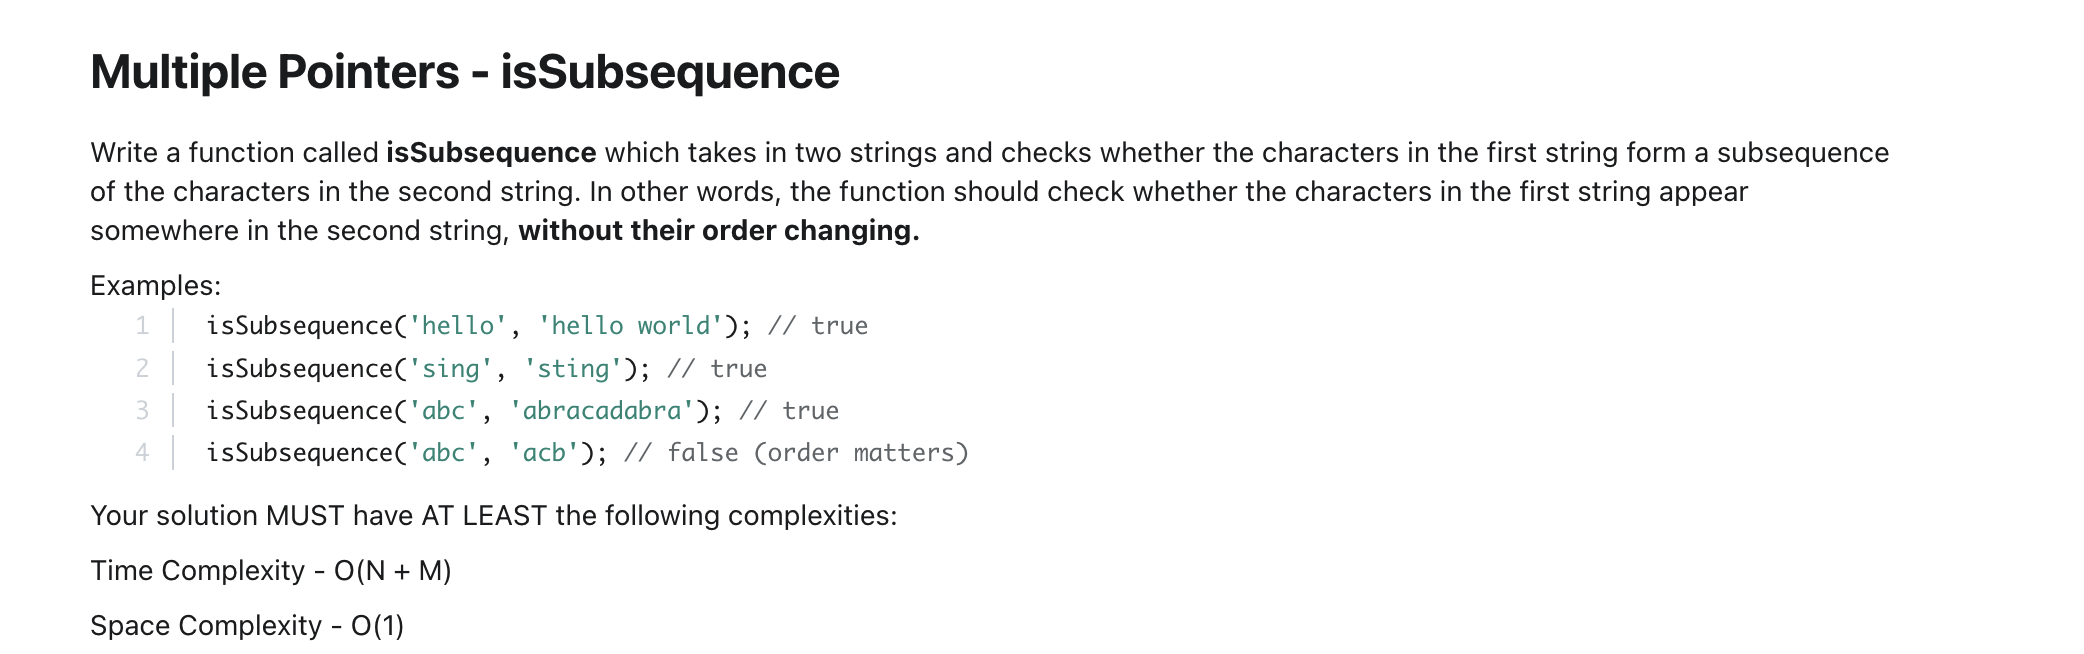 Multiple Pointers - isSubsequence
Write a function called isSubsequence which takes in two strings and checks whether the characters in the first string form a subsequence
of the characters in the second string. In other words, the function should check whether the characters in the first string appear
somewhere in the second string, without their order changing.
Examples:
1 isSubsequence('hello', 'hello world'); // true
2 isSubsequence('sing', 'sting'); // true
3 isSubsequence('abc', 'abracadabra'); // true
4 isSubsequence('abc', 'acb'); // false (order matters)
Your solution MUST have AT LEAST the following complexities:
Time Complexity - O(N + M)
Space Complexity - O(1)